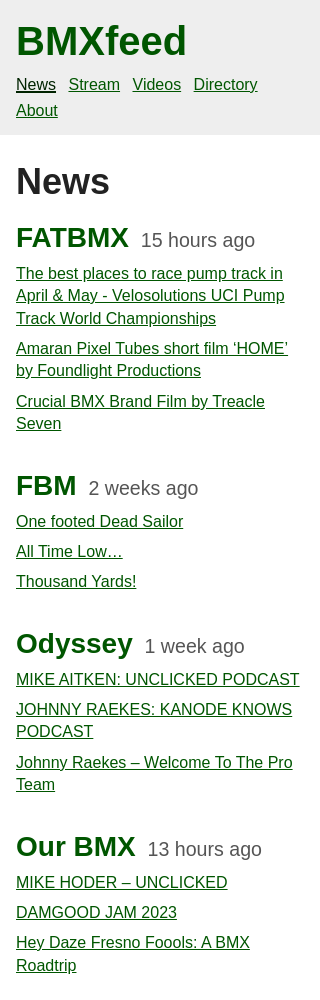 BMXfeed
News Stream Videos Directory
About
News
FATBMX 15 hours ago
The best places to race pump track in
April & May - Velosolutions UCI Pump
Track World Championships
Amaran Pixel Tubes short film ‘HOME’
by Foundlight Productions
Crucial BMX Brand Film by Treacle
Seven
FBM 2 weeks ago
One footed Dead Sailor
All Time Low…
Thousand Yards!
Odyssey 1 week ago
MIKE AITKEN: UNCLICKED PODCAST
JOHNNY RAEKES: KANODE KNOWS
PODCAST
Johnny Raekes – Welcome To The Pro
Team
Our BMX 13 hours ago
MIKE HODER – UNCLICKED
DAMGOOD JAM 2023
Hey Daze Fresno Foools: A BMX
Roadtrip